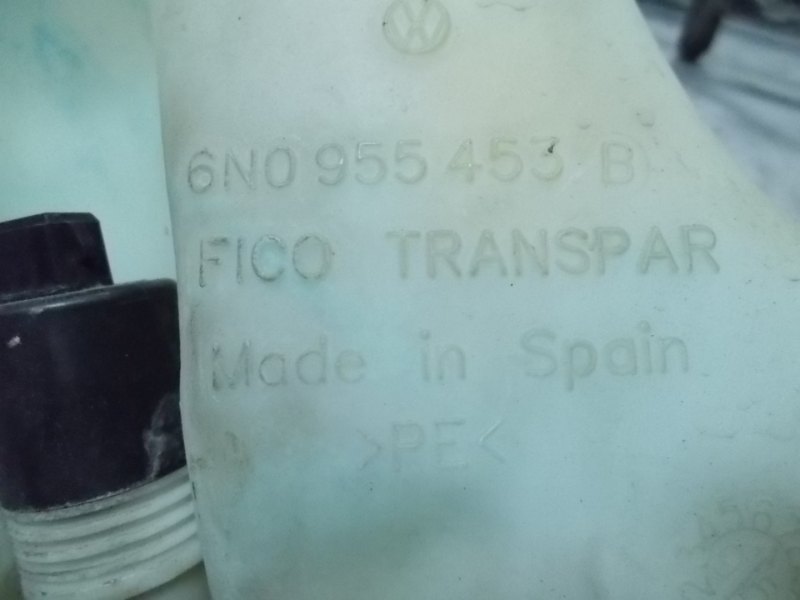 6N0 955 453 B
FICO TRANSPAR
Made in Spain
>PE<